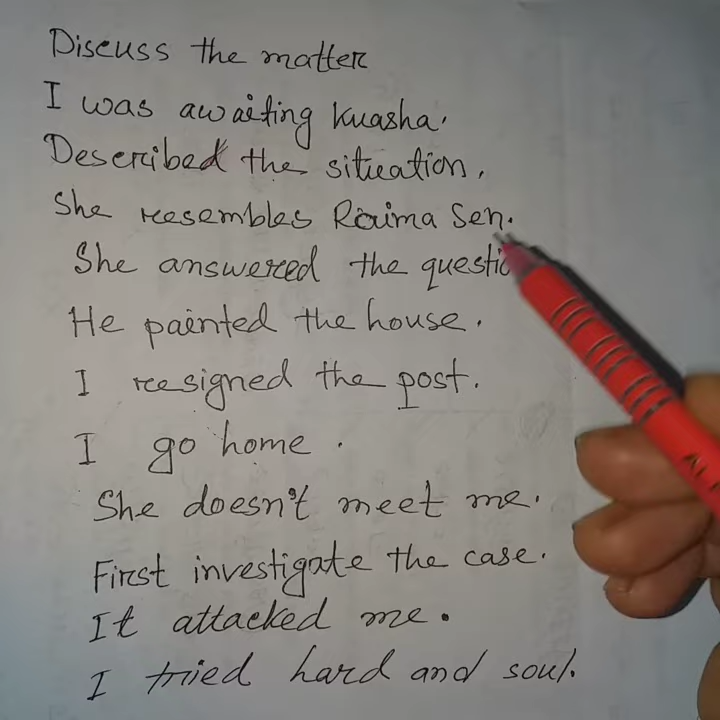 Discuss the matter
I was awaiting kuasha.
Described the situation.
She resembles Raima Sen.
She answered the questio
He painted the house.
I resigned the post.
I go home.
She doesn't meet me.
First investigate the case.
It attacked me.
I tried hard and soul.